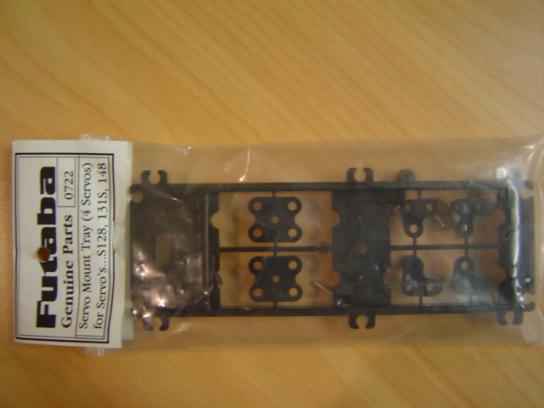 Futaba
Genuine Parts 0722
Servo Mount Tray (4 Servos)
for Servo's...S128, 131S, 148